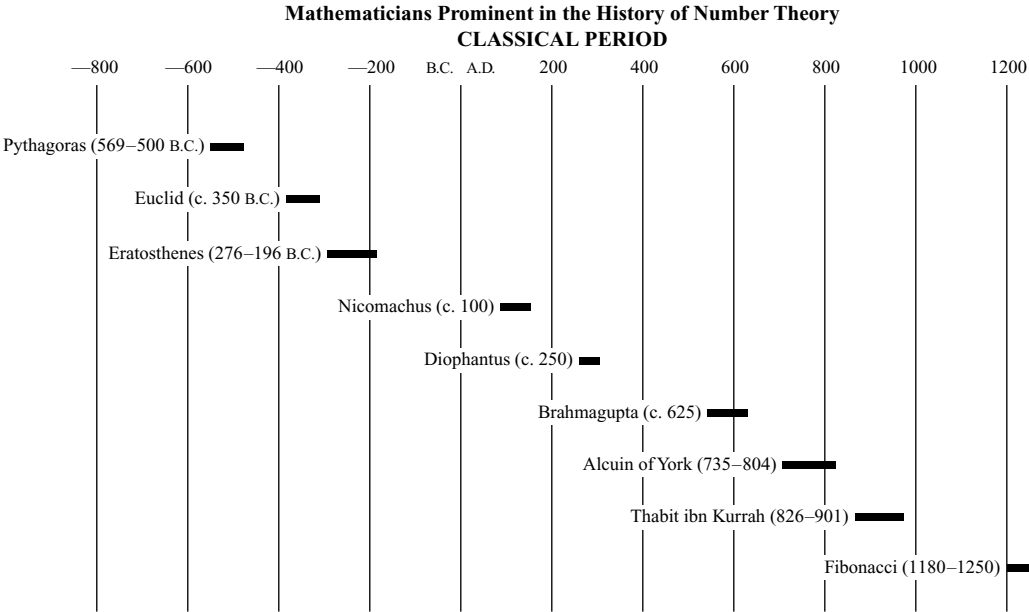 Mathematicians Prominent in the History of Number Theory
CLASSICAL PERIOD
—800 —600 —400 —200 B.C. A.D. 200 400 600 800 1000 1200
Pythagoras (569–500 B.C.)
Euclid (c. 350 B.C.)
Eratosthenes (276–196 B.C.)
Nicomachus (c. 100)
Diophantus (c. 250)
Brahmagupta (c. 625)
Alcuin of York (735–804)
Thabit ibn Kurrah (826–901)
Fibonacci (1180–1250)